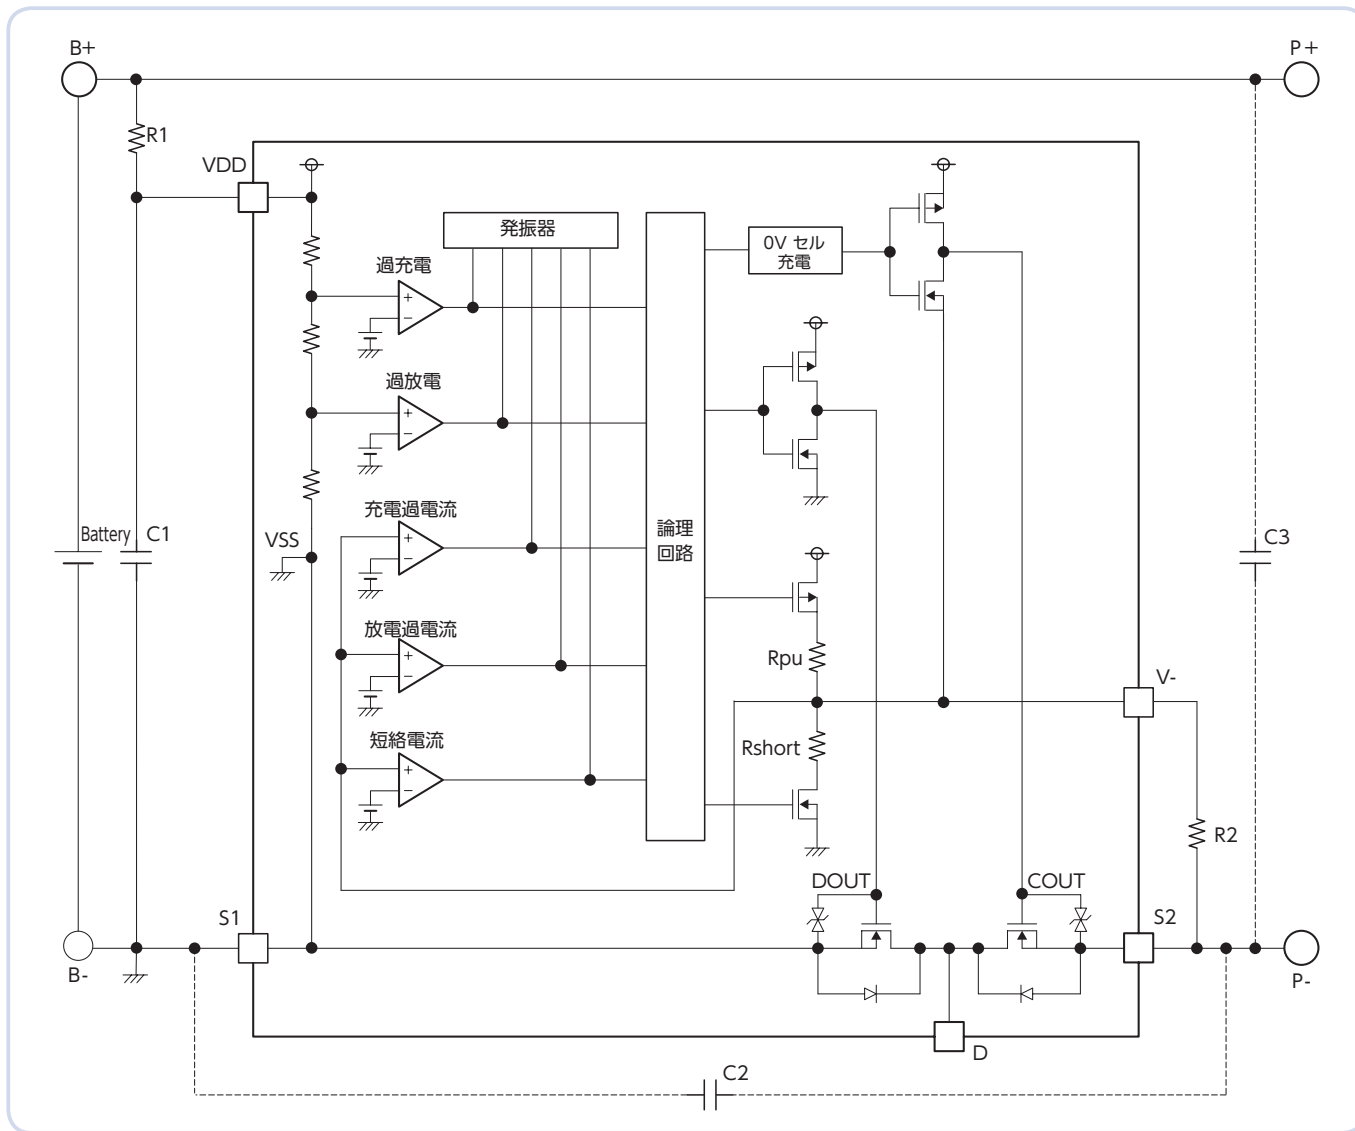 B+
P+
R1
VDD
発振器
0V セル
充電
過充電
+
−
過放電
+
−
充電過電流
+
−
論理
回路
Battery
C1
VSS
C3
放電過電流
+
−
Rpu
V-
短絡電流
+
−
Rshort
R2
DOUT
COUT
S1
S2
B-
P-
D
C2